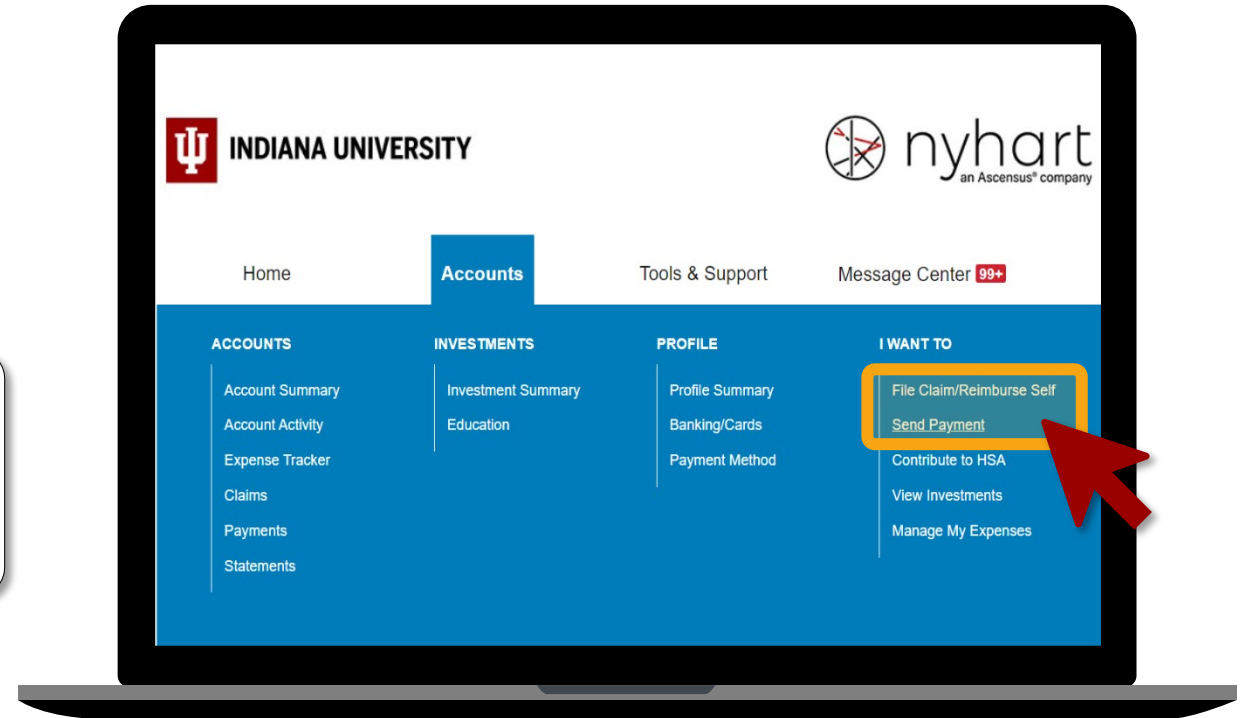 INDIANA UNIVERSITY
nyhart
an Ascensus® company
Home
Accounts
Tools & Support
Message Center 99+
ACCOUNTS
Account Summary
Account Activity
Expense Tracker
Claims
Payments
Statements
INVESTMENTS
Investment Summary
Education
PROFILE
Profile Summary
Banking/Cards
Payment Method
I WANT TO
File Claim/Reimburse Self
Send Payment
Contribute to HSA
View Investments
Manage My Expenses